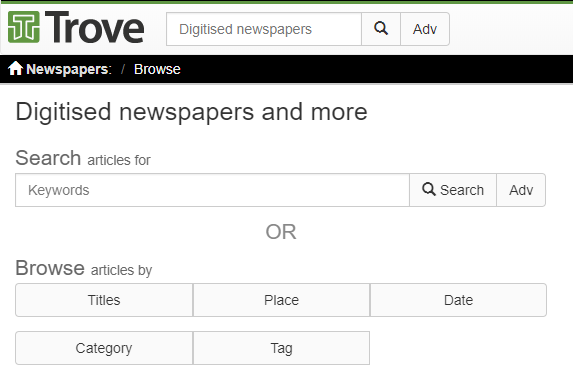 Trove Digitised newspapers Adv
Newspapers: / Browse
Digitised newspapers and more
Search articles for
Keywords Search Adv
OR
Browse articles by
Titles Place Date
Category Tag